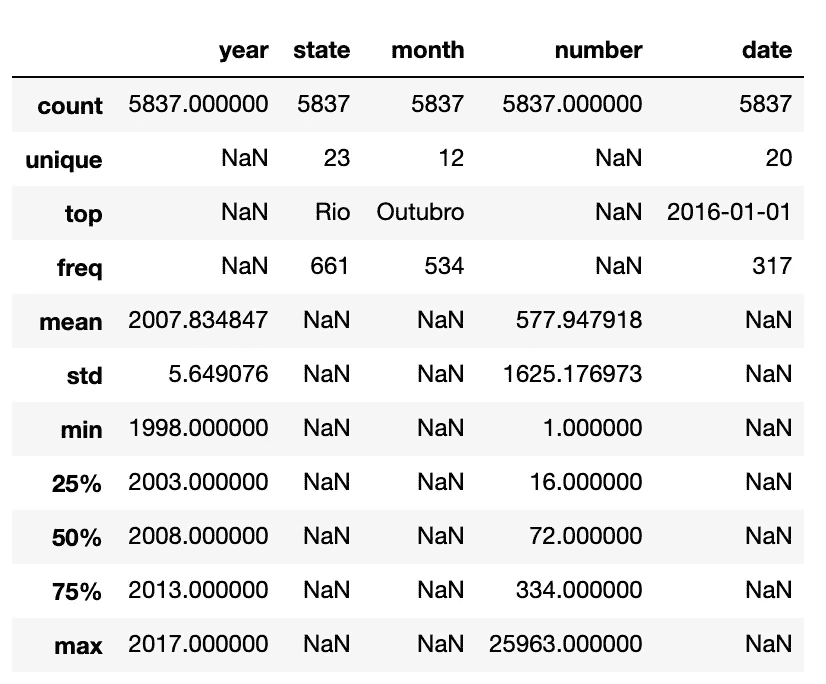 year state month number date
count 5837.000000 5837 5837 5837.000000 5837
unique NaN 23 12 NaN 20
top NaN Rio Outubro NaN 2016-01-01
freq NaN 661 534 NaN 317
mean 2007.834847 NaN NaN 577.947918 NaN
std 5.649076 NaN NaN 1625.176973 NaN
min 1998.000000 NaN NaN 1.000000 NaN
25% 2003.000000 NaN NaN 16.000000 NaN
50% 2008.000000 NaN NaN 72.000000 NaN
75% 2013.000000 NaN NaN 334.000000 NaN
max 2017.000000 NaN NaN 25963.000000 NaN